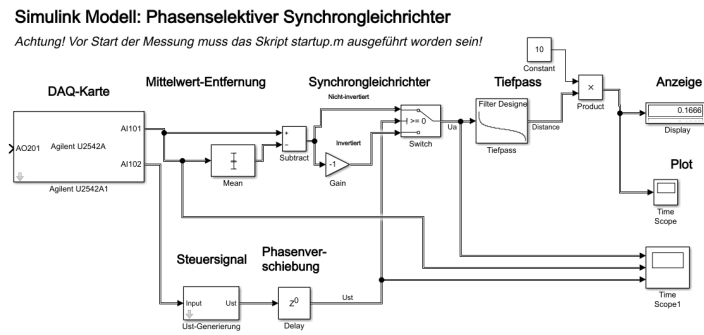 Simulink Modell: Phasenselektiver Synchrongleichrichter
Achtung! Vor Start der Messung muss das Skript startup.m ausgeführt worden sein!
DAQ-Karte
Mittelwert-Entfernung
Synchrongleichrichter
Tiefpass
Anzeige
10
Constant
Nicht-invertiert
Invertiert
AO201
Agilent U2542A
AI101
AI102
Agilent U2542A1
Mean
+
−
Subtract
-1
Gain
>= 0
Switch
Ua
Filter Designe
Tiefpass
Distance
×
Product
0.1666
Display
Plot
Time
Scope
Steuersignal
Phasenver-
schiebung
Input
Ust
Ust-Generierung
Z0
Delay
Ust
Time
Scope1